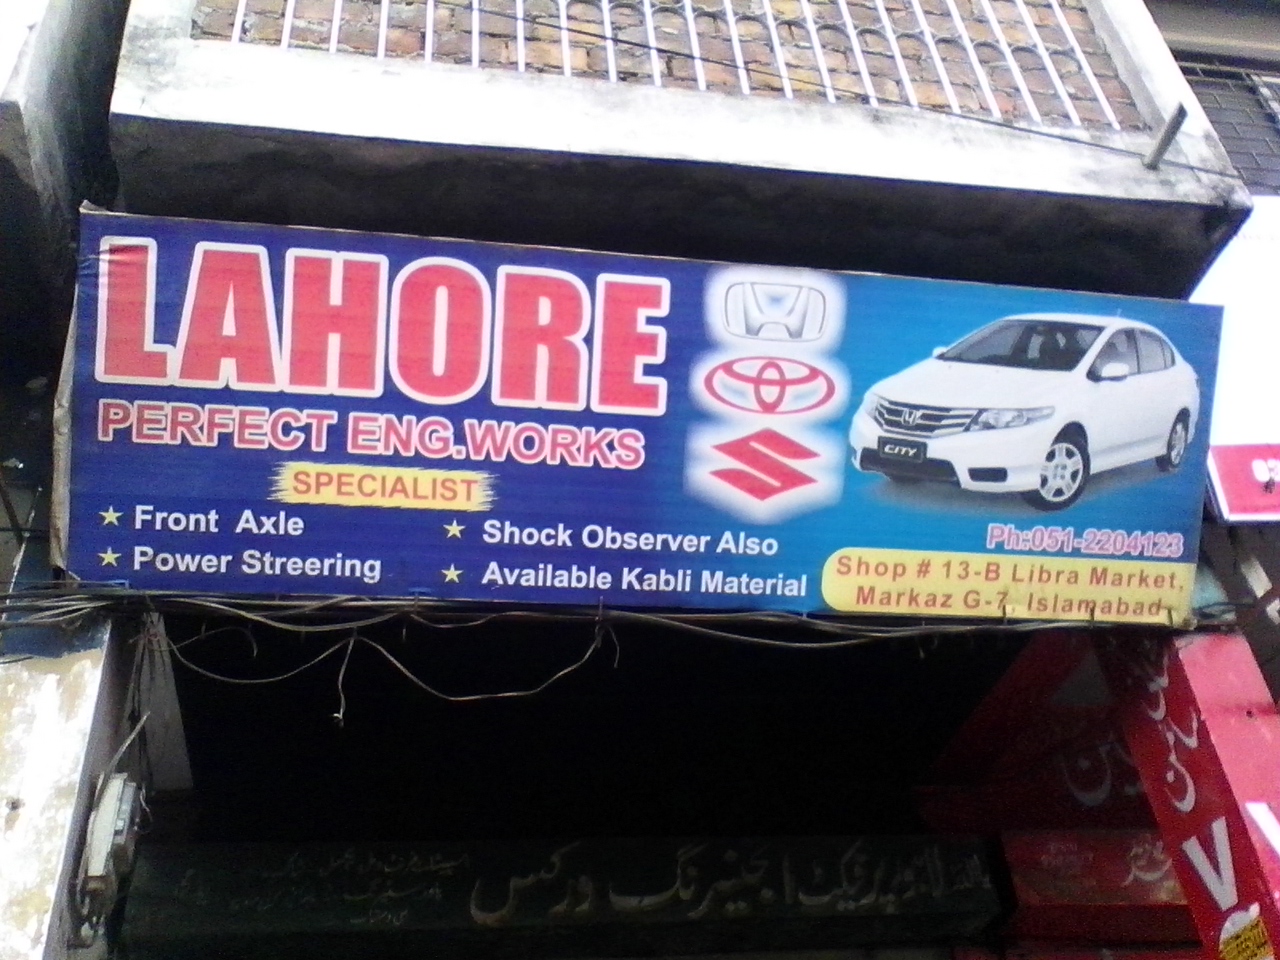 LAHORE
PERFECT ENG.WORKS
SPECIALIST
Front Axle
Power Streering
Shock Observer Also
Available Kabli Material
CITY
Ph:051-2204123
Shop # 13-B Libra Market,
Markaz G-7, Islamabad
لاہور پرفیکٹ انجینئرنگ ورکس
V